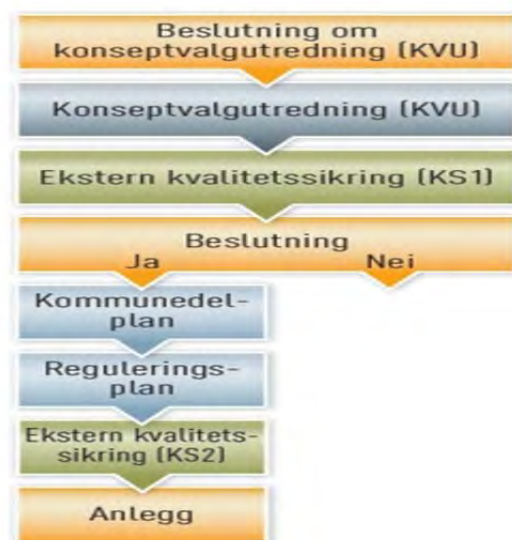 Beslutning om
konseptvalgutredning (KVU)
Konseptvalgutredning (KVU)
Ekstern kvalitetssikring (KS1)
Beslutning
Ja Nei
Kommunedel-
plan
Regulerings-
plan
Ekstern kvalitets-
sikring (KS2)
Anlegg